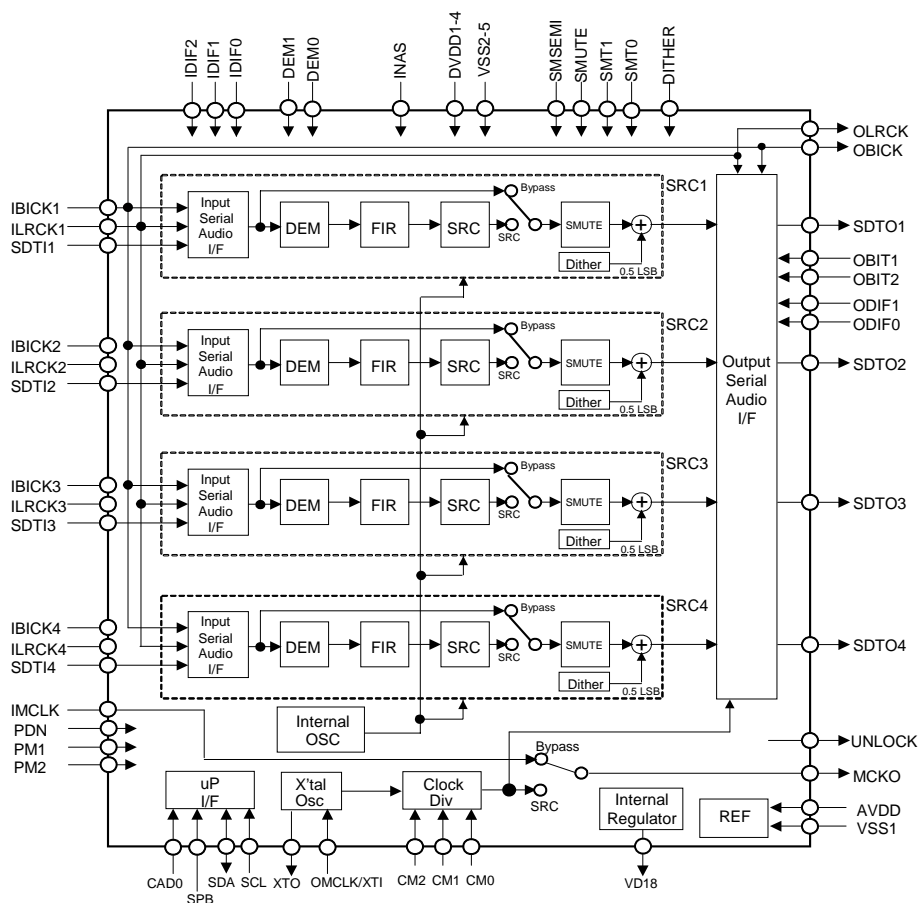 IDIF2
IDIF1
IDIF0
DEM1
DEM0
INAS
DVDD1-4
VSS2-5
SMSEMI
SMUTE
SMT1
SMT0
DITHER
OLRCK
OBICK
IBICK1
ILRCK1
SDTI1
Input
Serial
Audio
I/F
DEM
FIR
SRC
Bypass
SRC
SMUTE
Dither
0.5 LSB
SRC1
SDTO1
OBIT1
OBIT2
ODIF1
ODIF0
IBICK2
ILRCK2
SDTI2
Input
Serial
Audio
I/F
DEM
FIR
SRC
Bypass
SRC
SMUTE
Dither
0.5 LSB
SRC2
Output
Serial
Audio
I/F
SDTO2
IBICK3
ILRCK3
SDTI3
Input
Serial
Audio
I/F
DEM
FIR
SRC
Bypass
SRC
SMUTE
Dither
0.5 LSB
SRC3
SDTO3
IBICK4
ILRCK4
SDTI4
Input
Serial
Audio
I/F
DEM
FIR
SRC
Bypass
SRC
SMUTE
Dither
0.5 LSB
SRC4
SDTO4
IMCLK
PDN
PM1
PM2
Internal
OSC
Bypass
SRC
UNLOCK
MCKO
uP
I/F
X'tal
Osc
Clock
Div
Internal
Regulator
REF
AVDD
VSS1
CAD0
SPB
SDA
SCL
XTO
OMCLK/XTI
CM2
CM1
CM0
VD18